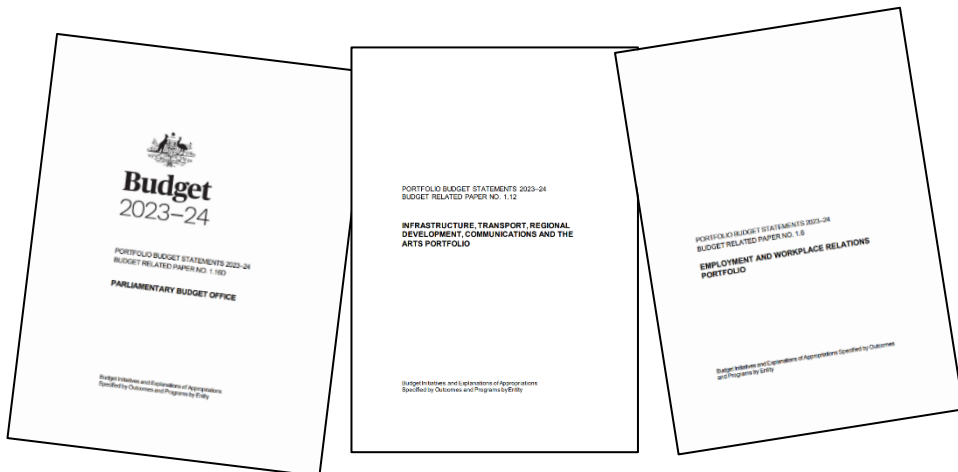 Budget
2023–24
PORTFOLIO BUDGET STATEMENTS 2023–24
BUDGET RELATED PAPER NO. 1.16D
PARLIAMENTARY BUDGET OFFICE
Budget Initiatives and Explanations of Appropriations
Specified by Outcomes and Programs by Entity
PORTFOLIO BUDGET STATEMENTS 2023–24
BUDGET RELATED PAPER NO. 1.12
INFRASTRUCTURE, TRANSPORT, REGIONAL
DEVELOPMENT, COMMUNICATIONS AND THE
ARTS PORTFOLIO
Budget Initiatives and Explanations of Appropriations
Specified by Outcomes and Programs by Entity
PORTFOLIO BUDGET STATEMENTS 2023–24
BUDGET RELATED PAPER NO. 1.6
EMPLOYMENT AND WORKPLACE RELATIONS
PORTFOLIO
Budget Initiatives and Explanations of Appropriations Specified by Outcomes
and Programs by Entity